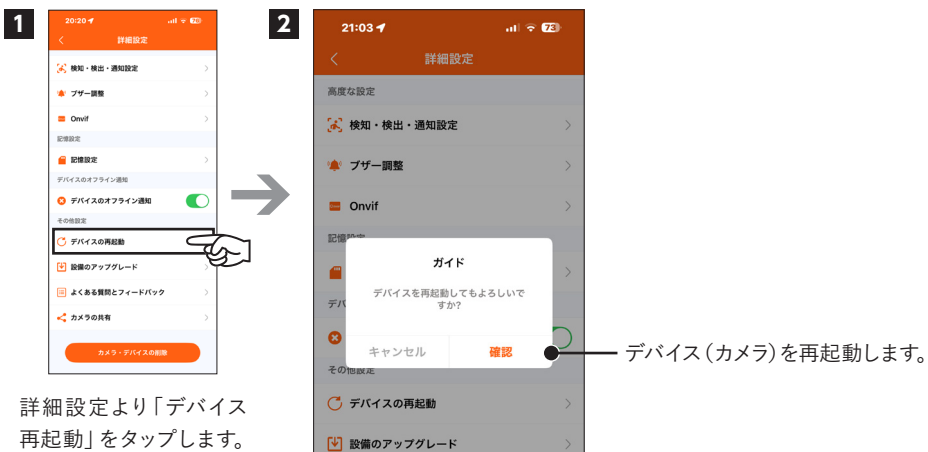 1
20:20
70
詳細設定
検知・検出・通知設定
ブザー調整
Onvif
記憶設定
記憶設定
デバイスのオフライン通知
デバイスのオフライン通知
その他設定
デバイスの再起動
設備のアップグレード
よくある質問とフィードバック
カメラの共有
カメラ・デバイスの削除
詳細設定より「デバイス
再起動」をタップします。
2
21:03
73
詳細設定
高度な設定
検知・検出・通知設定
ブザー調整
Onvif
ガイド
デバイスを再起動してもよろしいで
すか?
キャンセル
確認
その他設定
デバイスの再起動
設備のアップグレード
デバイス(カメラ)を再起動します。